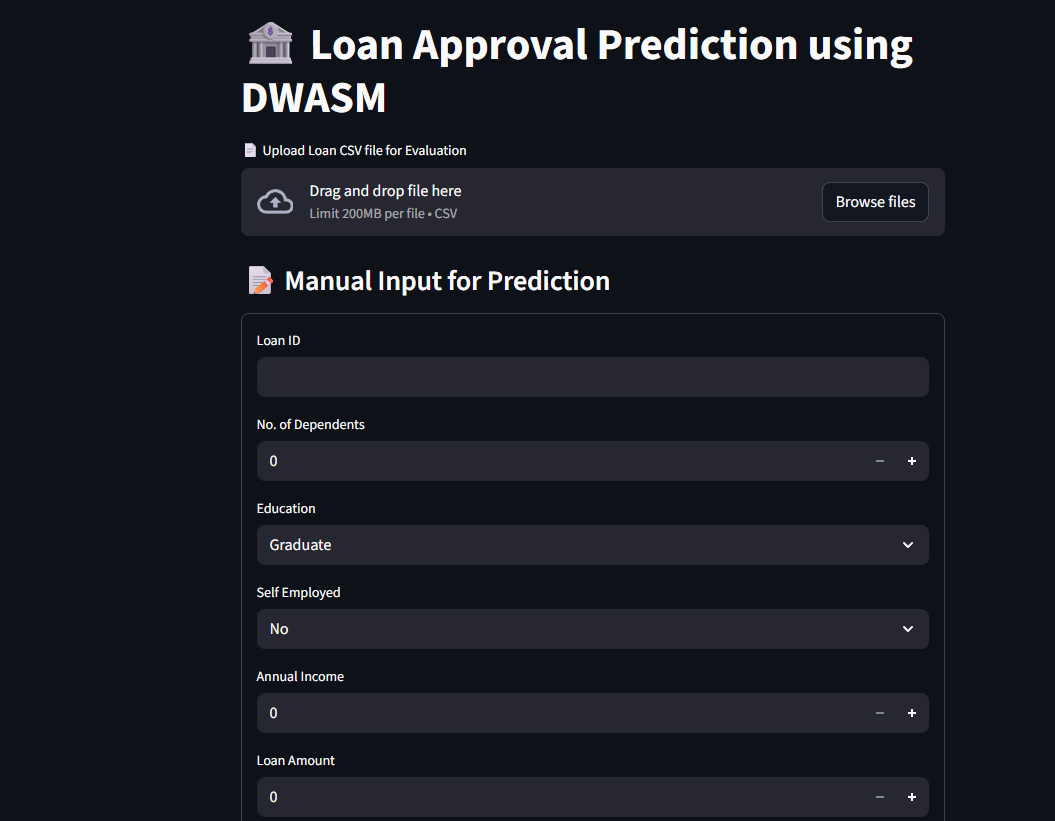 Loan Approval Prediction using
DWASM
Upload Loan CSV file for Evaluation
Drag and drop file here
Limit 200MB per file • CSV
Browse files
Manual Input for Prediction
Loan ID
No. of Dependents
0
Education
Graduate
Self Employed
No
Annual Income
0
Loan Amount
0